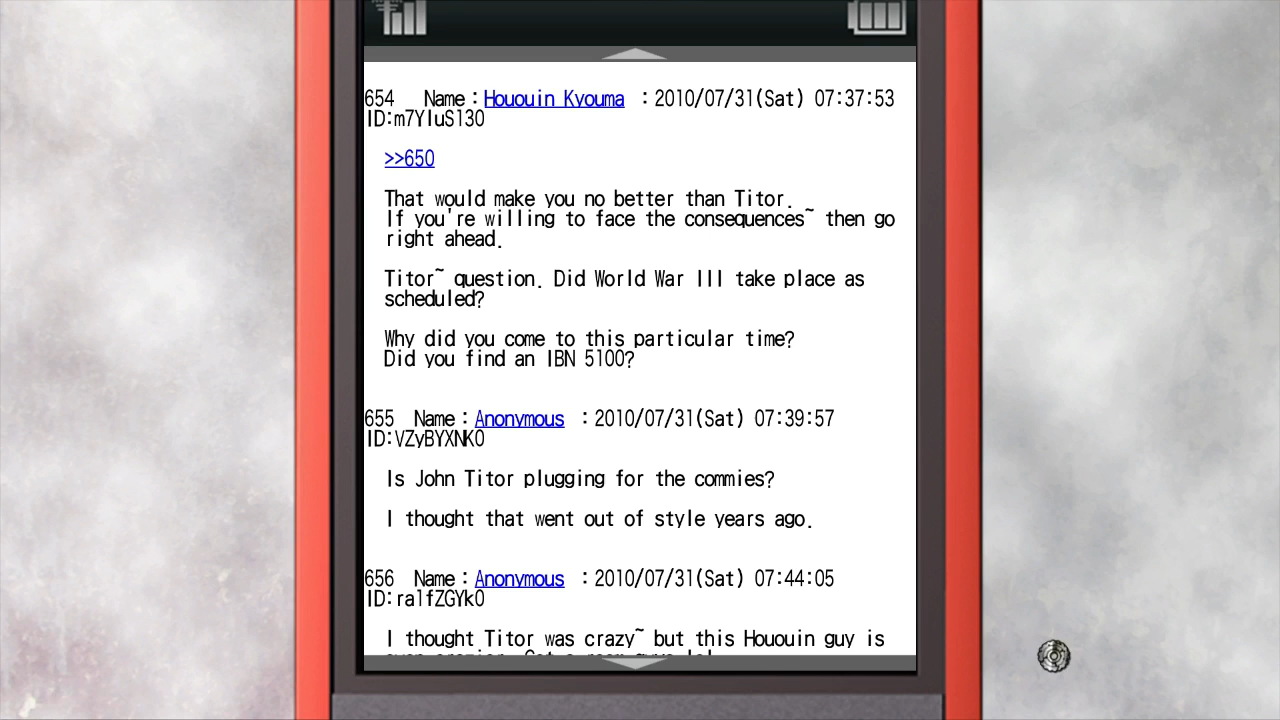 654 Name：Hououin Kyouma ：2010/07/31(Sat) 07:37:53
ID:m7YIuS130
>>650
That would make you no better than Titor.
If you're willing to face the consequences~ then go
right ahead.
Titor~ question. Did World War III take place as
scheduled?
Why did you come to this particular time?
Did you find an IBN 5100?
655 Name：Anonymous ：2010/07/31(Sat) 07:39:57
ID:VZyBYXNK0
Is John Titor plugging for the commies?
I thought that went out of style years ago.
656 Name：Anonymous ：2010/07/31(Sat) 07:44:05
ID:ra1fZGYk0
I thought Titor was crazy~ but this Hououin guy is